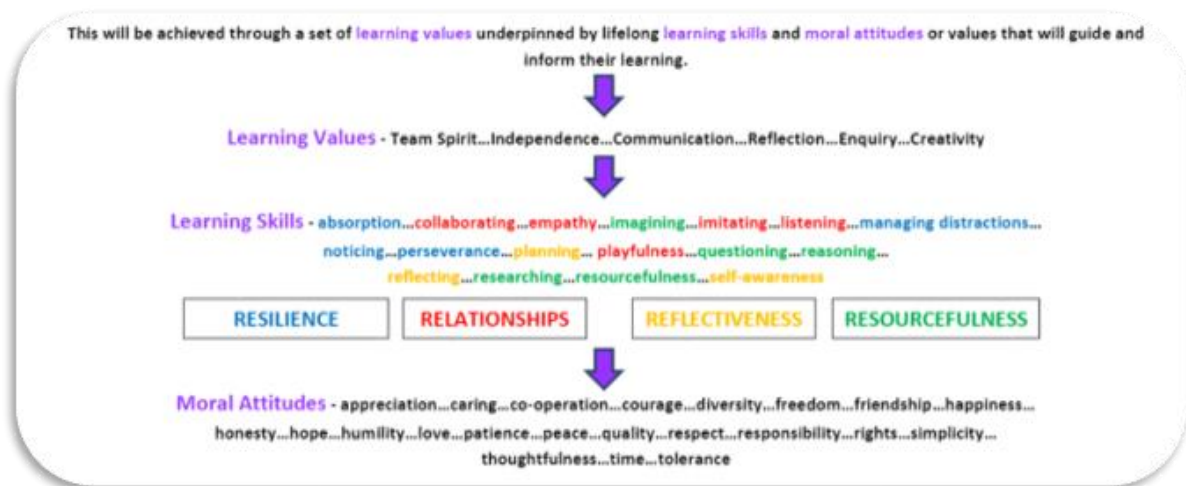 This will be achieved through a set of learning values underpinned by lifelong learning skills and moral attitudes or values that will guide and
inform their learning.
Learning Values - Team Spirit...Independence...Communication...Reflection...Enquiry...Creativity
Learning Skills - absorption...collaborating...empathy...imagining...imitating...listening...managing distractions...
noticing...perseverance...planning... playfulness...questioning...reasoning...
reflecting...researching...resourcefulness...self-awareness
RESILIENCE RELATIONSHIPS REFLECTIVENESS RESOURCEFULNESS
Moral Attitudes - appreciation...caring...co-operation...courage...diversity...freedom...friendship...happiness...
honesty...hope...humility...love...patience...peace...quality...respect...responsibility...rights...simplicity...
thoughtfulness...time...tolerance